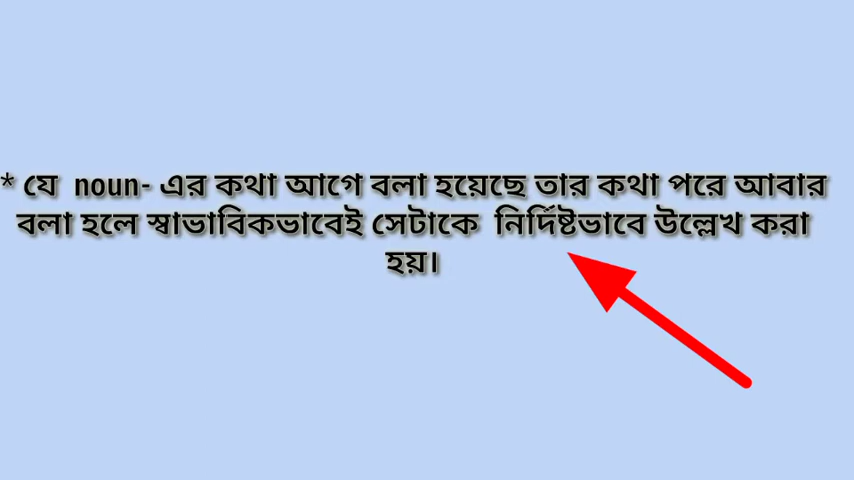 * যে noun- এর কথা আগে বলা হয়েছে তার কথা পরে আবার
বলা হলে স্বাভাবিকভাবেই সেটাকে নির্দিষ্টভাবে উল্লেখ করা
হয়।